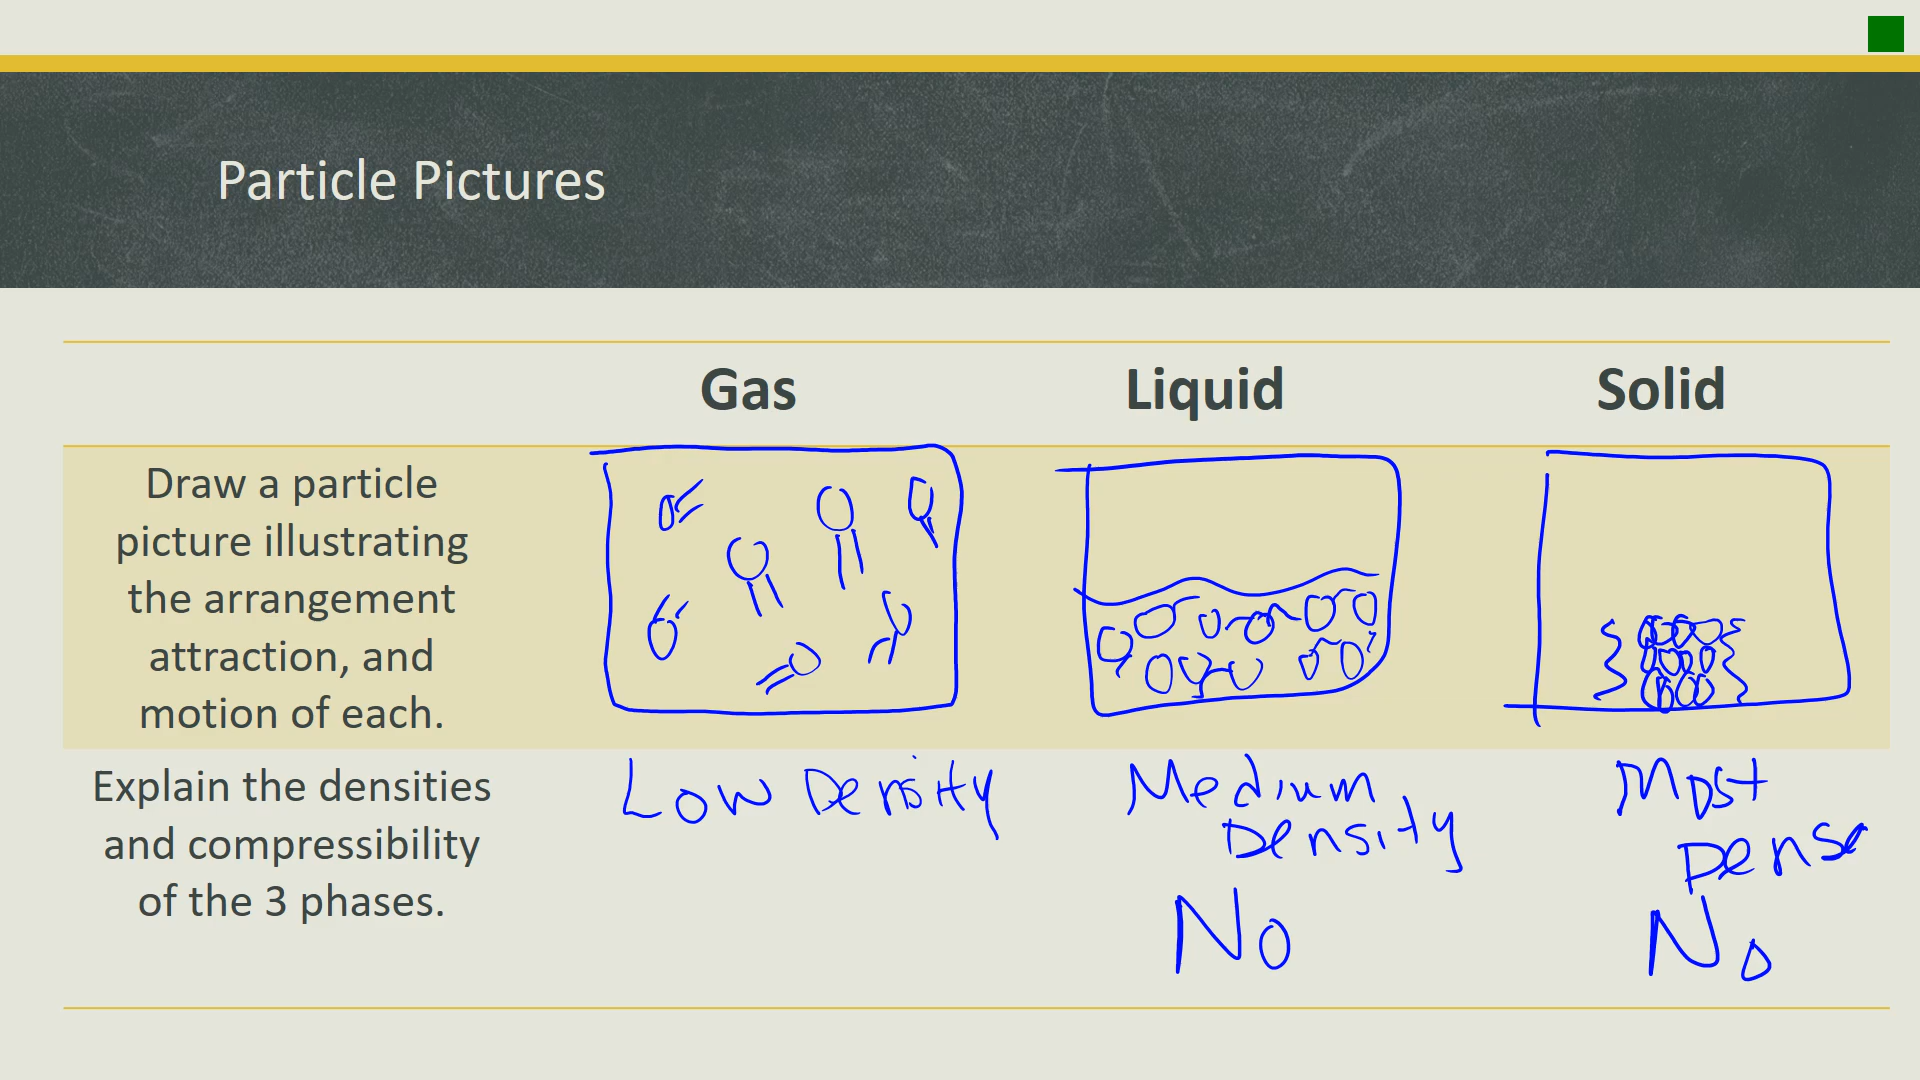 Particle Pictures
Gas
Liquid
Solid
Draw a particle
picture illustrating
the arrangement
attraction, and
motion of each.
Explain the densities
and compressibility
of the 3 phases.
Low Density
Medium
Density
No
Most
Dense
No